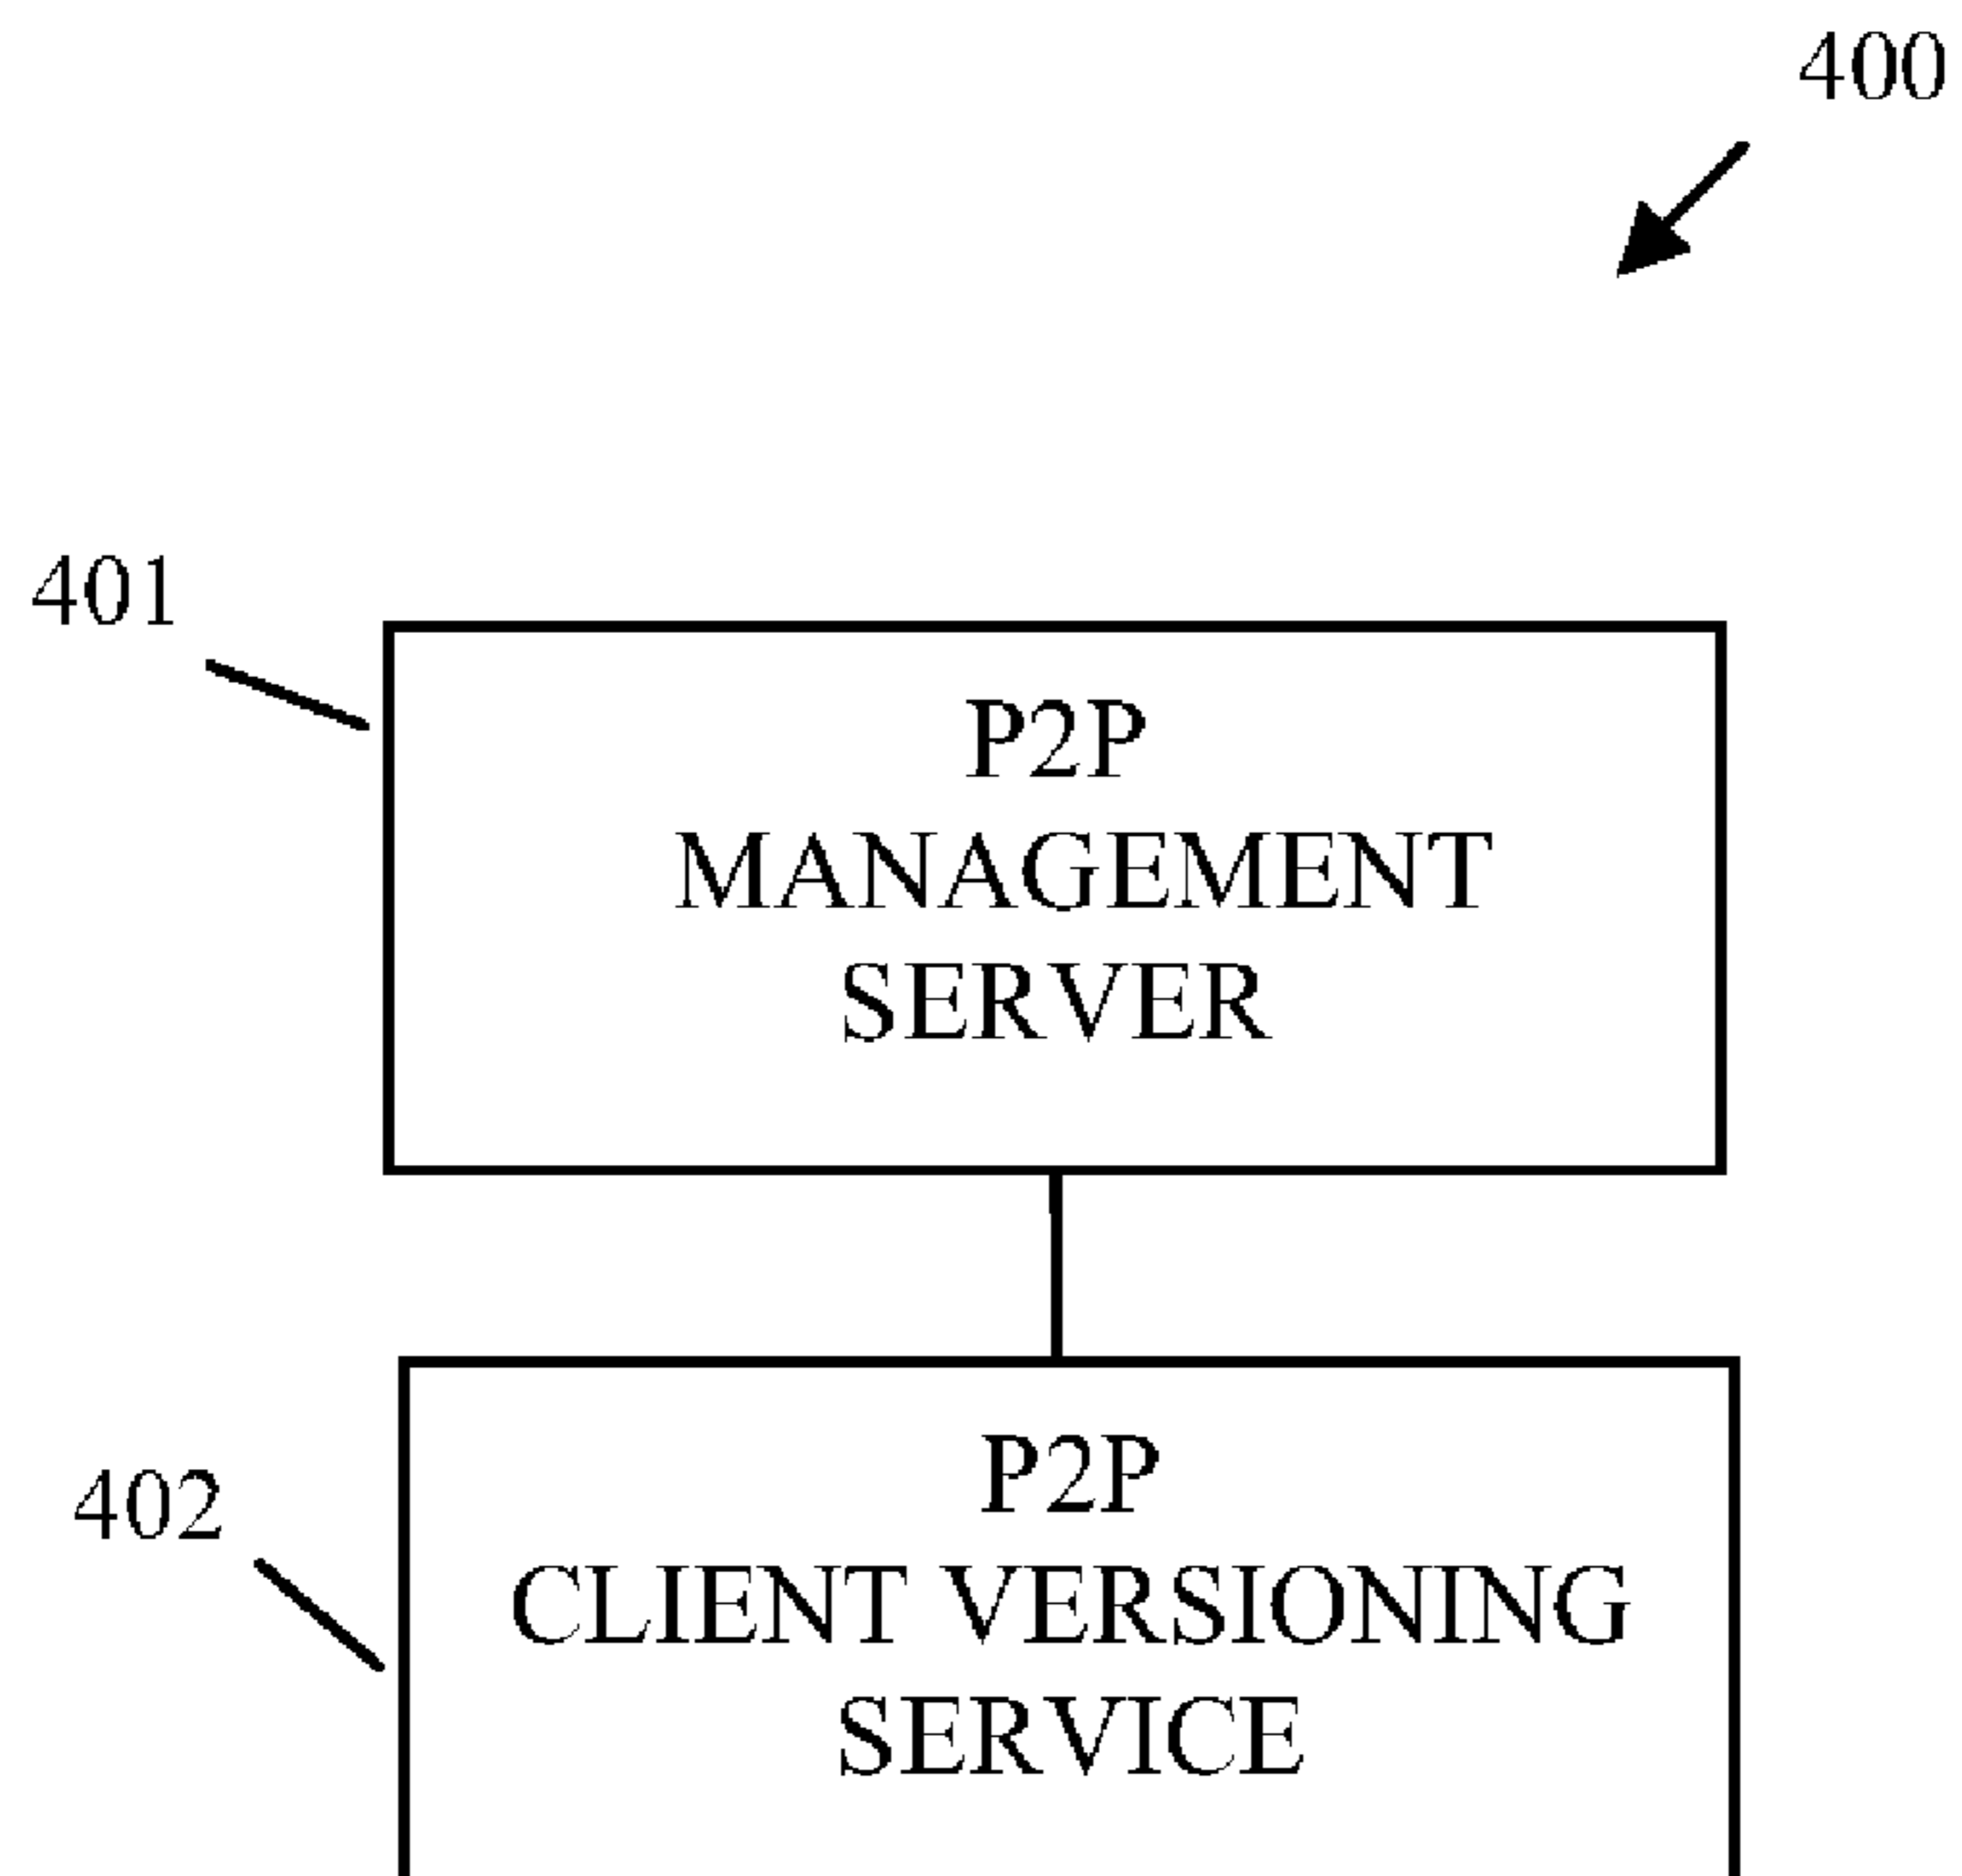 400
401
P2P
MANAGEMENT
SERVER
402
P2P
CLIENT VERSIONING
SERVICE